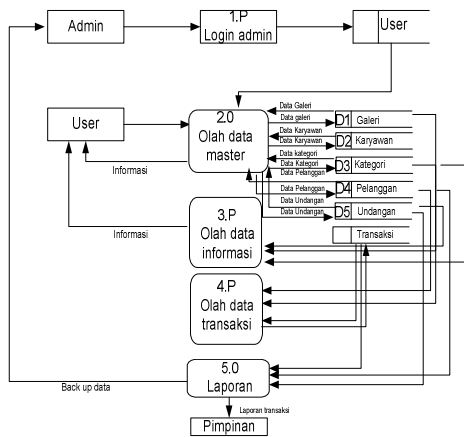 Admin
1.P
Login admin
User
User
2.0
Olah data
master
Data Galeri
Data galeri
Data Karyawan
Data Karyawan
Data kategori
Data Kategori
Data Pelanggan
Data Pelanggan
Data Undangan
Data Undangan
D1 Galeri
D2 Karyawan
D3 Kategori
D4 Pelanggan
D5 Undangan
Transaksi
Informasi
3.P
Olah data
informasi
Informasi
4.P
Olah data
transaksi
5.0
Laporan
Back up data
Laporan transaksi
Pimpinan